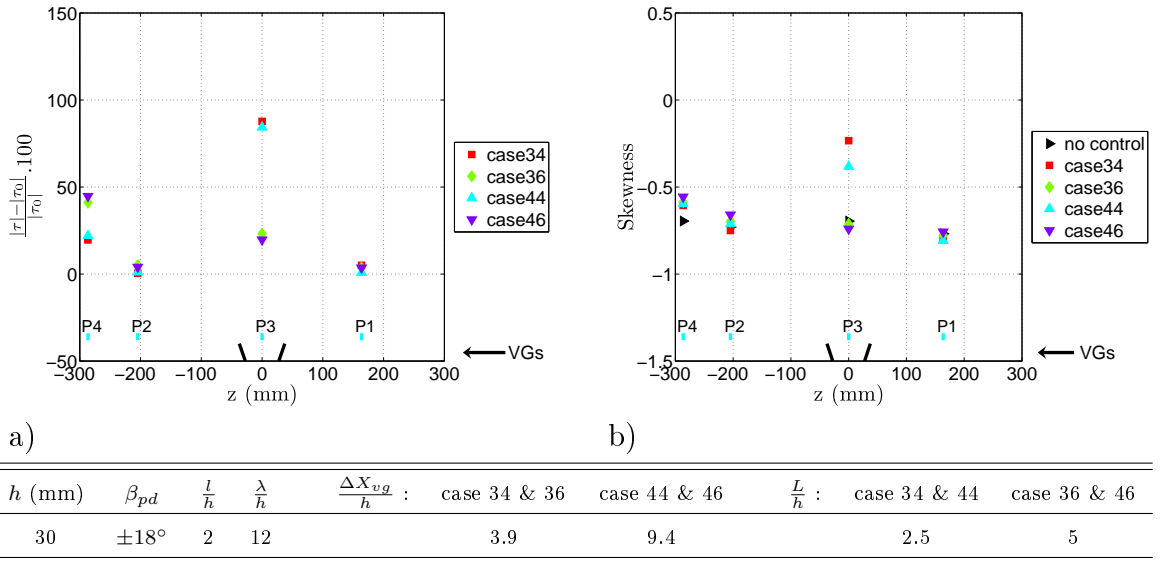 150
100
50
0
−50
−300
−200
−100
0
100
200
300
|τ|−|τ0| / |τ0| .100
z (mm)
P4
P2
P3
P1
VGs
case34
case36
case44
case46
a)
0.5
0
−0.5
−1
−1.5
−300
−200
−100
0
100
200
300
Skewness
z (mm)
P4
P2
P3
P1
VGs
no control
case34
case36
case44
case46
b)
h (mm) βpd l/h λ/h ΔXvg/h : case 34 & 36 case 44 & 46 L/h : case 34 & 44 case 36 & 46
30 ±18° 2 12 3.9 9.4 2.5 5